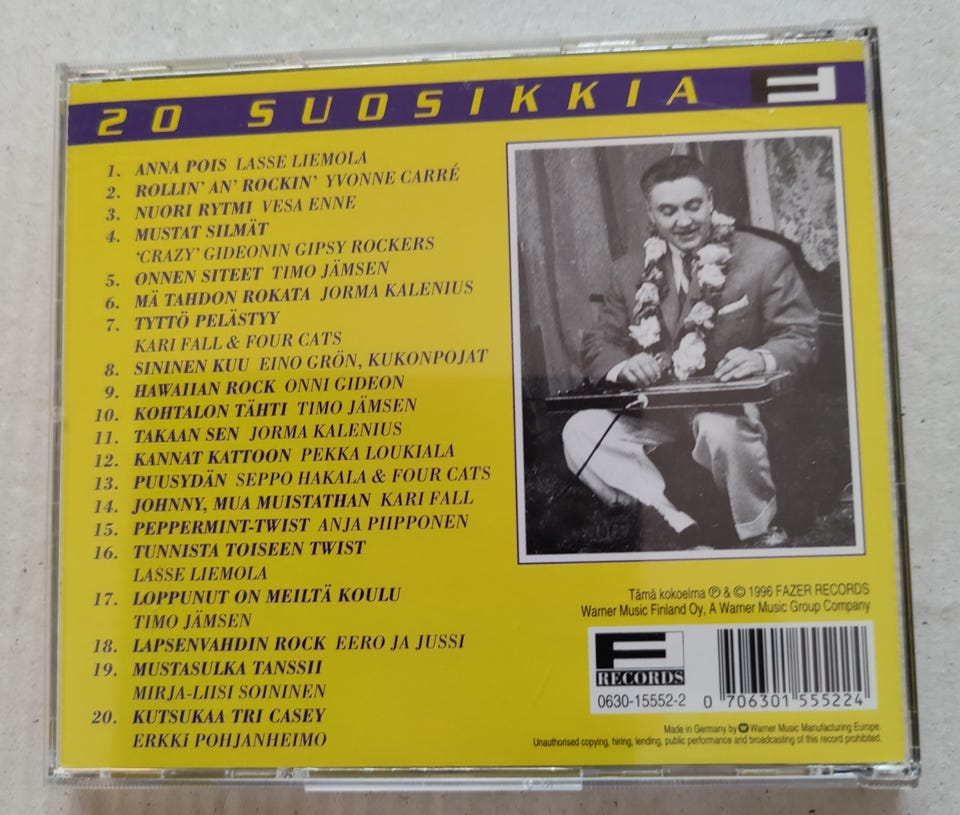 20 SUOSIKKIA F
1. ANNA POIS LASSE LIEMOLA
2. ROLLIN' AN' ROCKIN' YVONNE CARRÉ
3. NUORI RYTMI VESA ENNE
4. MUSTAT SILMÄT
'CRAZY' GIDEONIN GIPSY ROCKERS
5. ONNEN SITEET TIMO JÄMSEN
6. MÄ TAHDON ROKATA JORMA KALENIUS
7. TYTTÖ PELÄSTYY
KARI FALL & FOUR CATS
8. SININEN KUU EINO GRÖN, KUKONPOJAT
9. HAWAIIAN ROCK ONNI GIDEON
10. KOHTALON TÄHTI TIMO JÄMSEN
11. TAKAAN SEN JORMA KALENIUS
12. KANNAT KATTOON PEKKA LOUKIALA
13. PUUSYDÄN SEPPO HAKALA & FOUR CATS
14. JOHNNY, MUA MUISTATHAN KARI FALL
15. PEPPERMINT-TWIST ANJA PIIPPONEN
16. TUNNISTA TOISEEN TWIST
LASSE LIEMOLA
17. LOPPUNUT ON MEILTÄ KOULU
TIMO JÄMSEN
18. LAPSENVAHDIN ROCK EERO JA JUSSI
19. MUSTASULKA TANSSII
MIRJA-LIISI SOININEN
20. KUTSUKAA TRI CASEY
ERKKi POHJANHEIMO
Tämä kokoelma ℗ & © 1996 FAZER RECORDS
Warner Music Finland Oy, A Warner Music Group Company
F
RECORDS
0630-15552-2
0 706301 555224
Made in Germany by Warner Music Manufacturing Europe.
Unauthorised copying, hiring, lending, public performance and broadcasting of this record prohibited.